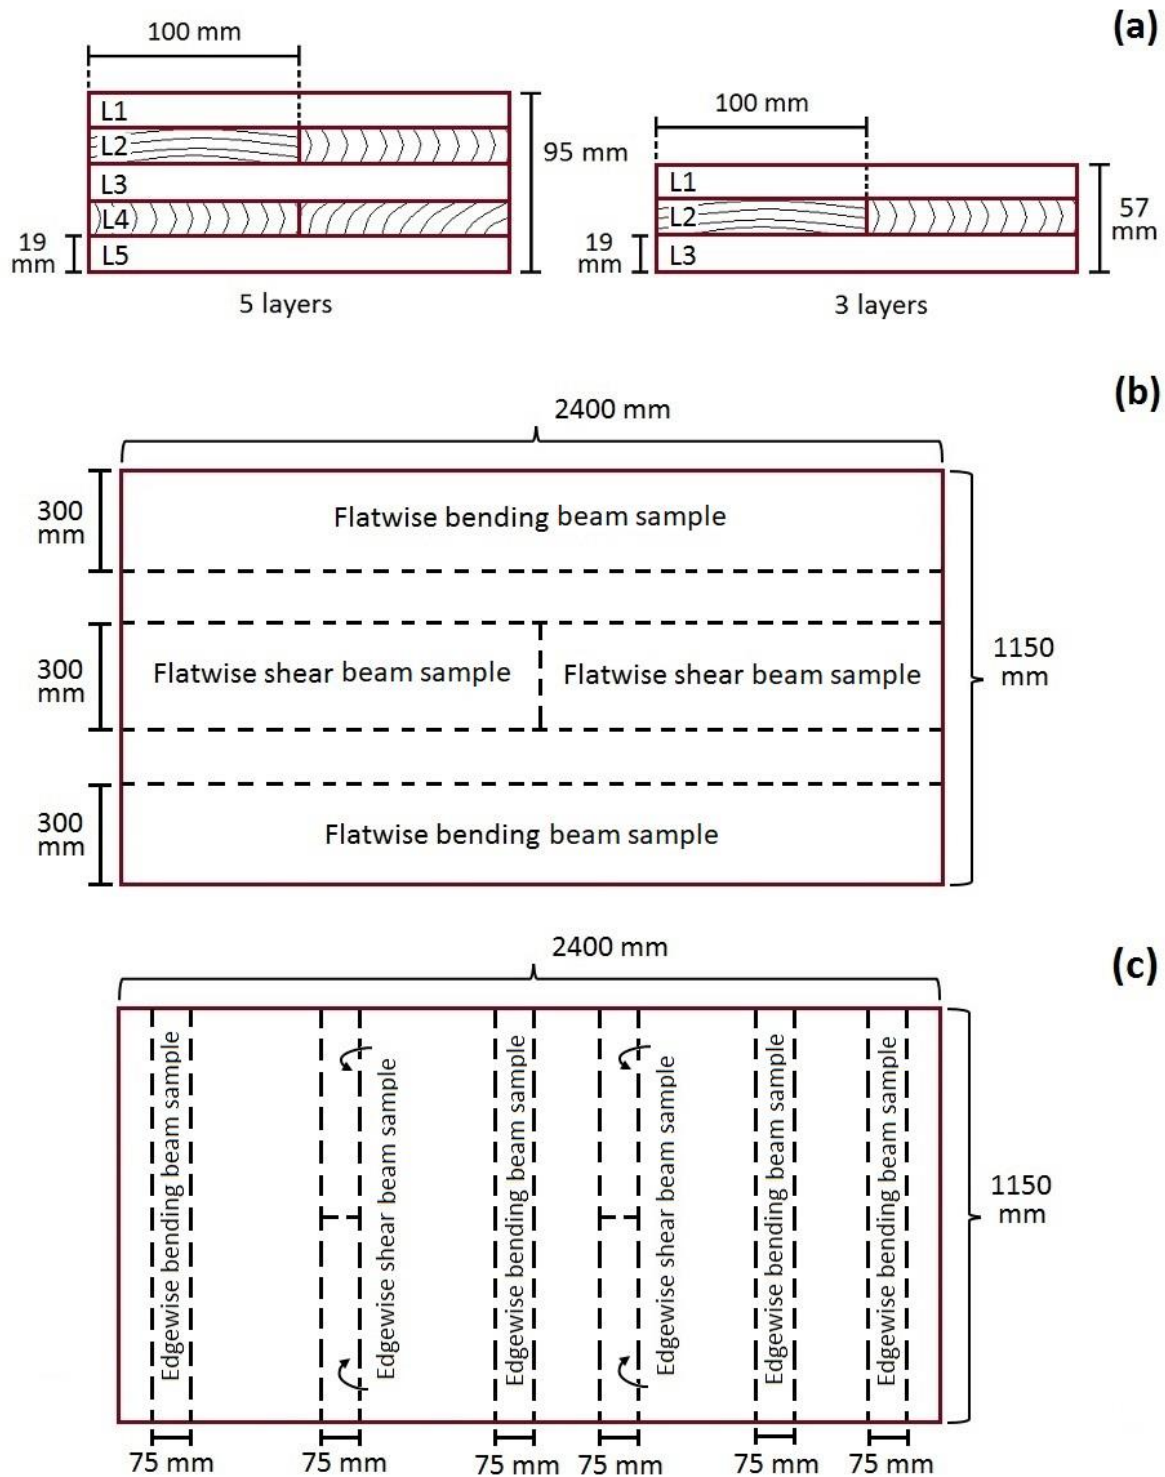 (a)
100 mm
L1
L2
L3
L4
L5
95 mm
19
mm
5 layers
100 mm
L1
L2
L3
57
mm
19
mm
3 layers
(b)
2400 mm
300
mm
Flatwise bending beam sample
300
mm
Flatwise shear beam sample
Flatwise shear beam sample
1150
mm
300
mm
Flatwise bending beam sample
(c)
2400 mm
Edgewise bending beam sample
Edgewise shear beam sample
Edgewise bending beam sample
Edgewise shear beam sample
Edgewise bending beam sample
Edgewise bending beam sample
1150
mm
75 mm
75 mm
75 mm
75 mm
75 mm
75 mm